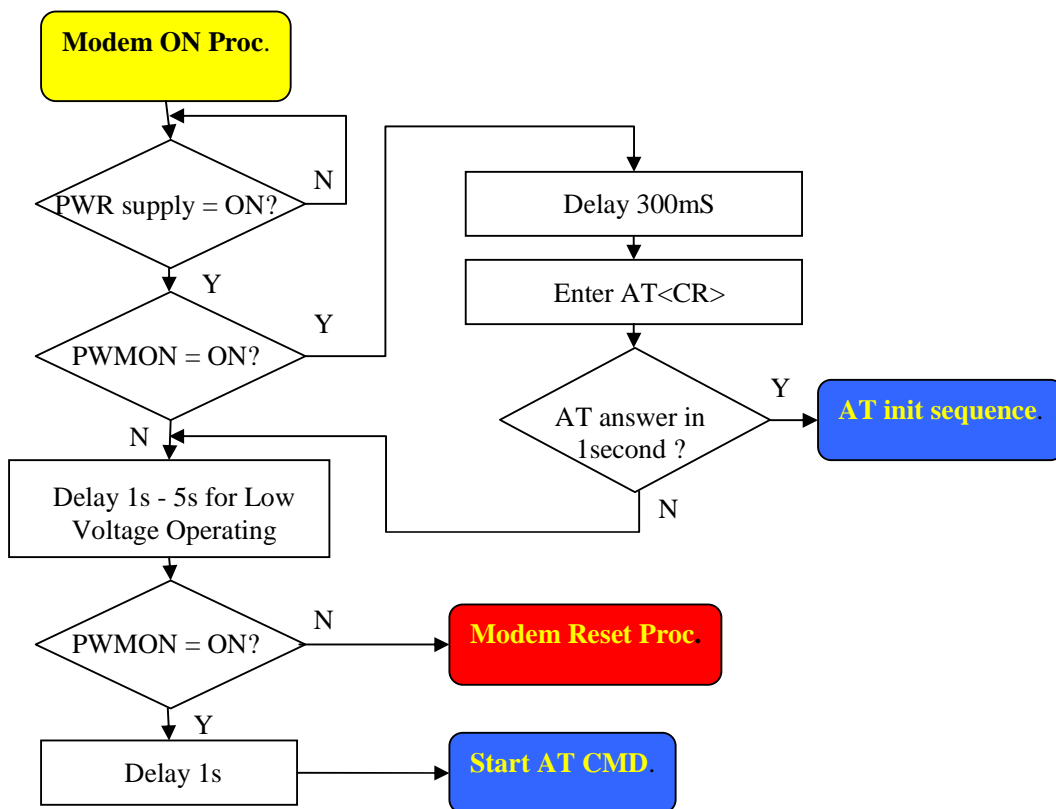 Modem ON Proc.
PWR supply = ON?
N
Y
PWMON = ON?
Y
N
Delay 300mS
Enter AT<CR>
AT answer in
1second ?
Y
AT init sequence.
N
Delay 1s - 5s for Low
Voltage Operating
PWMON = ON?
N
Modem Reset Proc.
Y
Delay 1s
Start AT CMD.